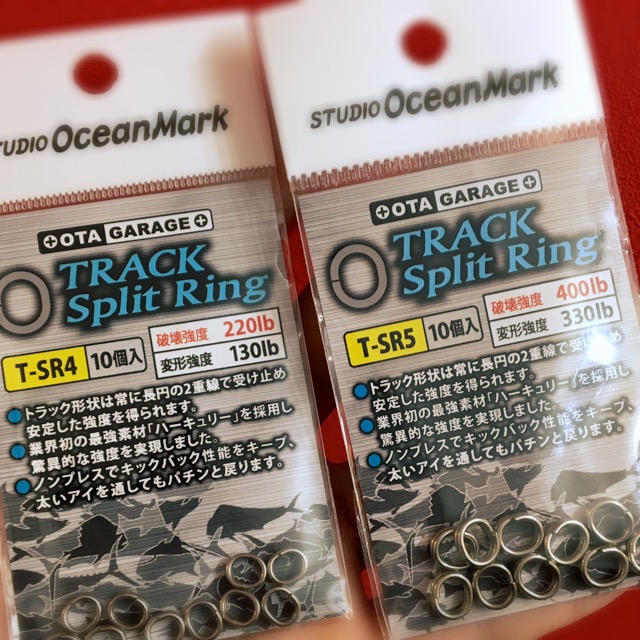 STUDIO OceanMark
OTA GARAGE
TRACK
Split Ring
T-SR4 10個入
破壊強度 220lb
変形強度 130lb
トラック形状は常に長円の2重線で受け止め
安定した強度を得られます。
業界初の最強素材「ハーキュリー」を採用し
驚異的な強度を実現しました。
ノンプレスでキックバック性能をキープ、
太いアイを通してもパチンと戻ります。
STUDIO OceanMark
OTA GARAGE
TRACK
Split Ring
T-SR5 10個入
破壊強度 400lb
変形強度 330lb
トラック形状は常に長円の2重線で受け止め
安定した強度を得られます。
業界初の最強素材「ハーキュリー」を採用し
驚異的な強度を実現しました。
ノンプレスでキックバック性能をキープ、
太いアイを通してもパチンと戻ります。